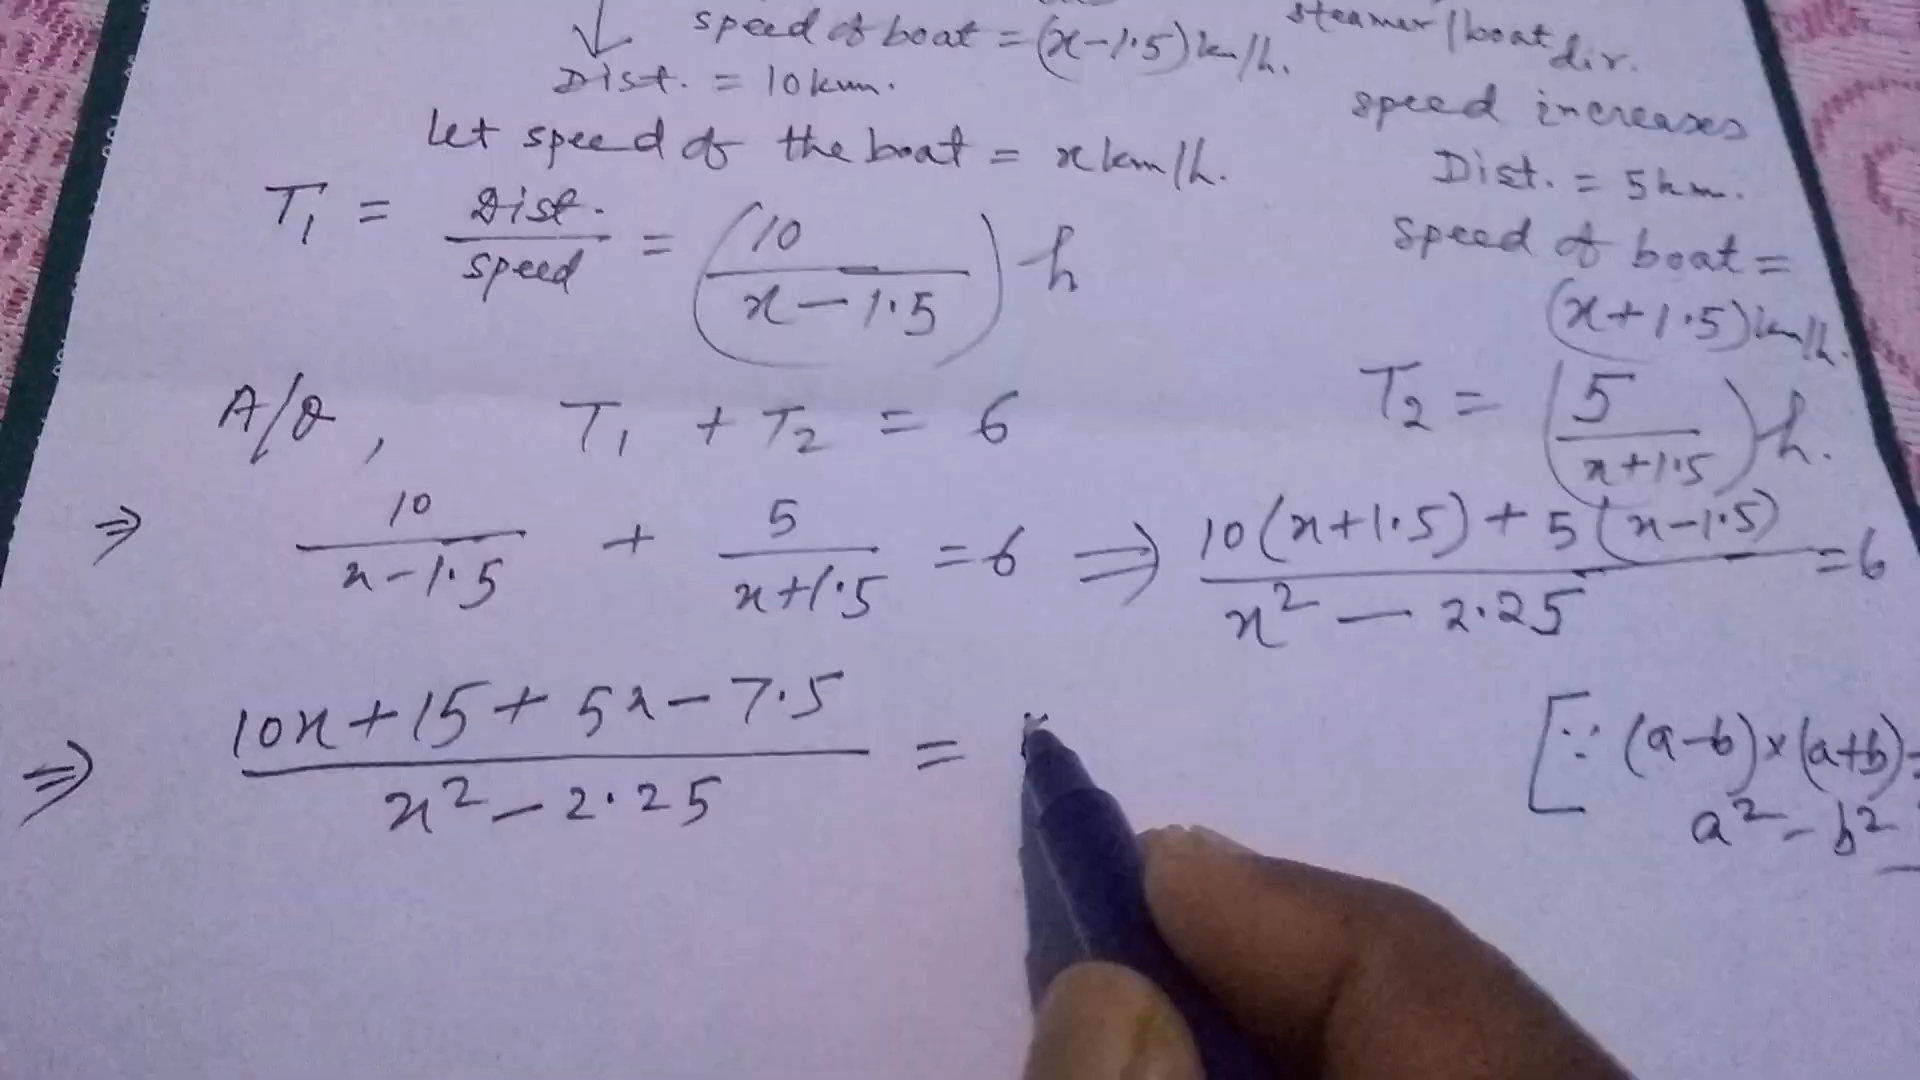 speed of boat = (x-1.5) km/h.
Dist. = 10 km.
Let speed of the boat = x km/h.
T₁ = Dist./speed = (10/(x-1.5)) h
steamer/boat dir.
speed increases
Dist. = 5 km.
speed of boat =
(x+1.5) km/h.
T₂ = (5/(x+1.5)) h.
A/Q, T₁ + T₂ = 6
⇒ 10/(x-1.5) + 5/(x+1.5) = 6 ⇒ (10(x+1.5) + 5(x-1.5))/(x² - 2.25) = 6
⇒ (10x+15+5x-7.5)/(x²-2.25) =
[∵ (a-b)×(a+b)=
a²-b²